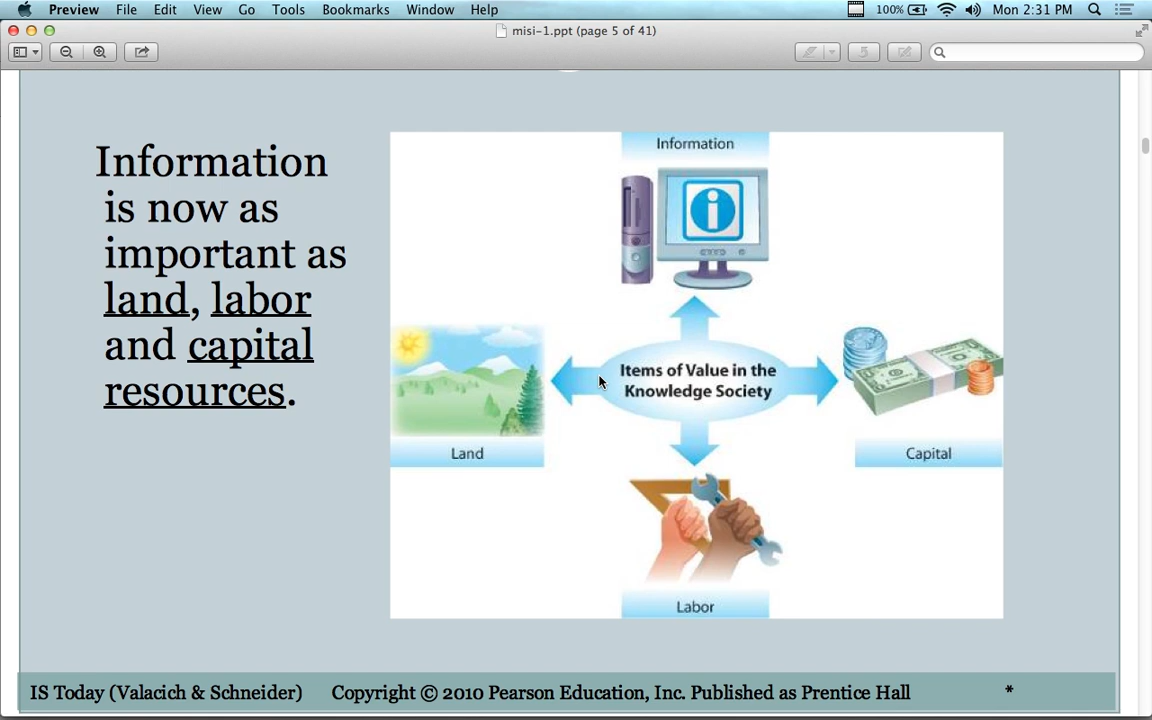 Preview File Edit View Go Tools Bookmarks Window Help 100% Mon 2:31 PM
misi-1.ppt (page 5 of 41)
Information
is now as
important as
land, labor
and capital
resources.
Information
Items of Value in the
Knowledge Society
Land
Capital
Labor
IS Today (Valacich & Schneider) Copyright © 2010 Pearson Education, Inc. Published as Prentice Hall *